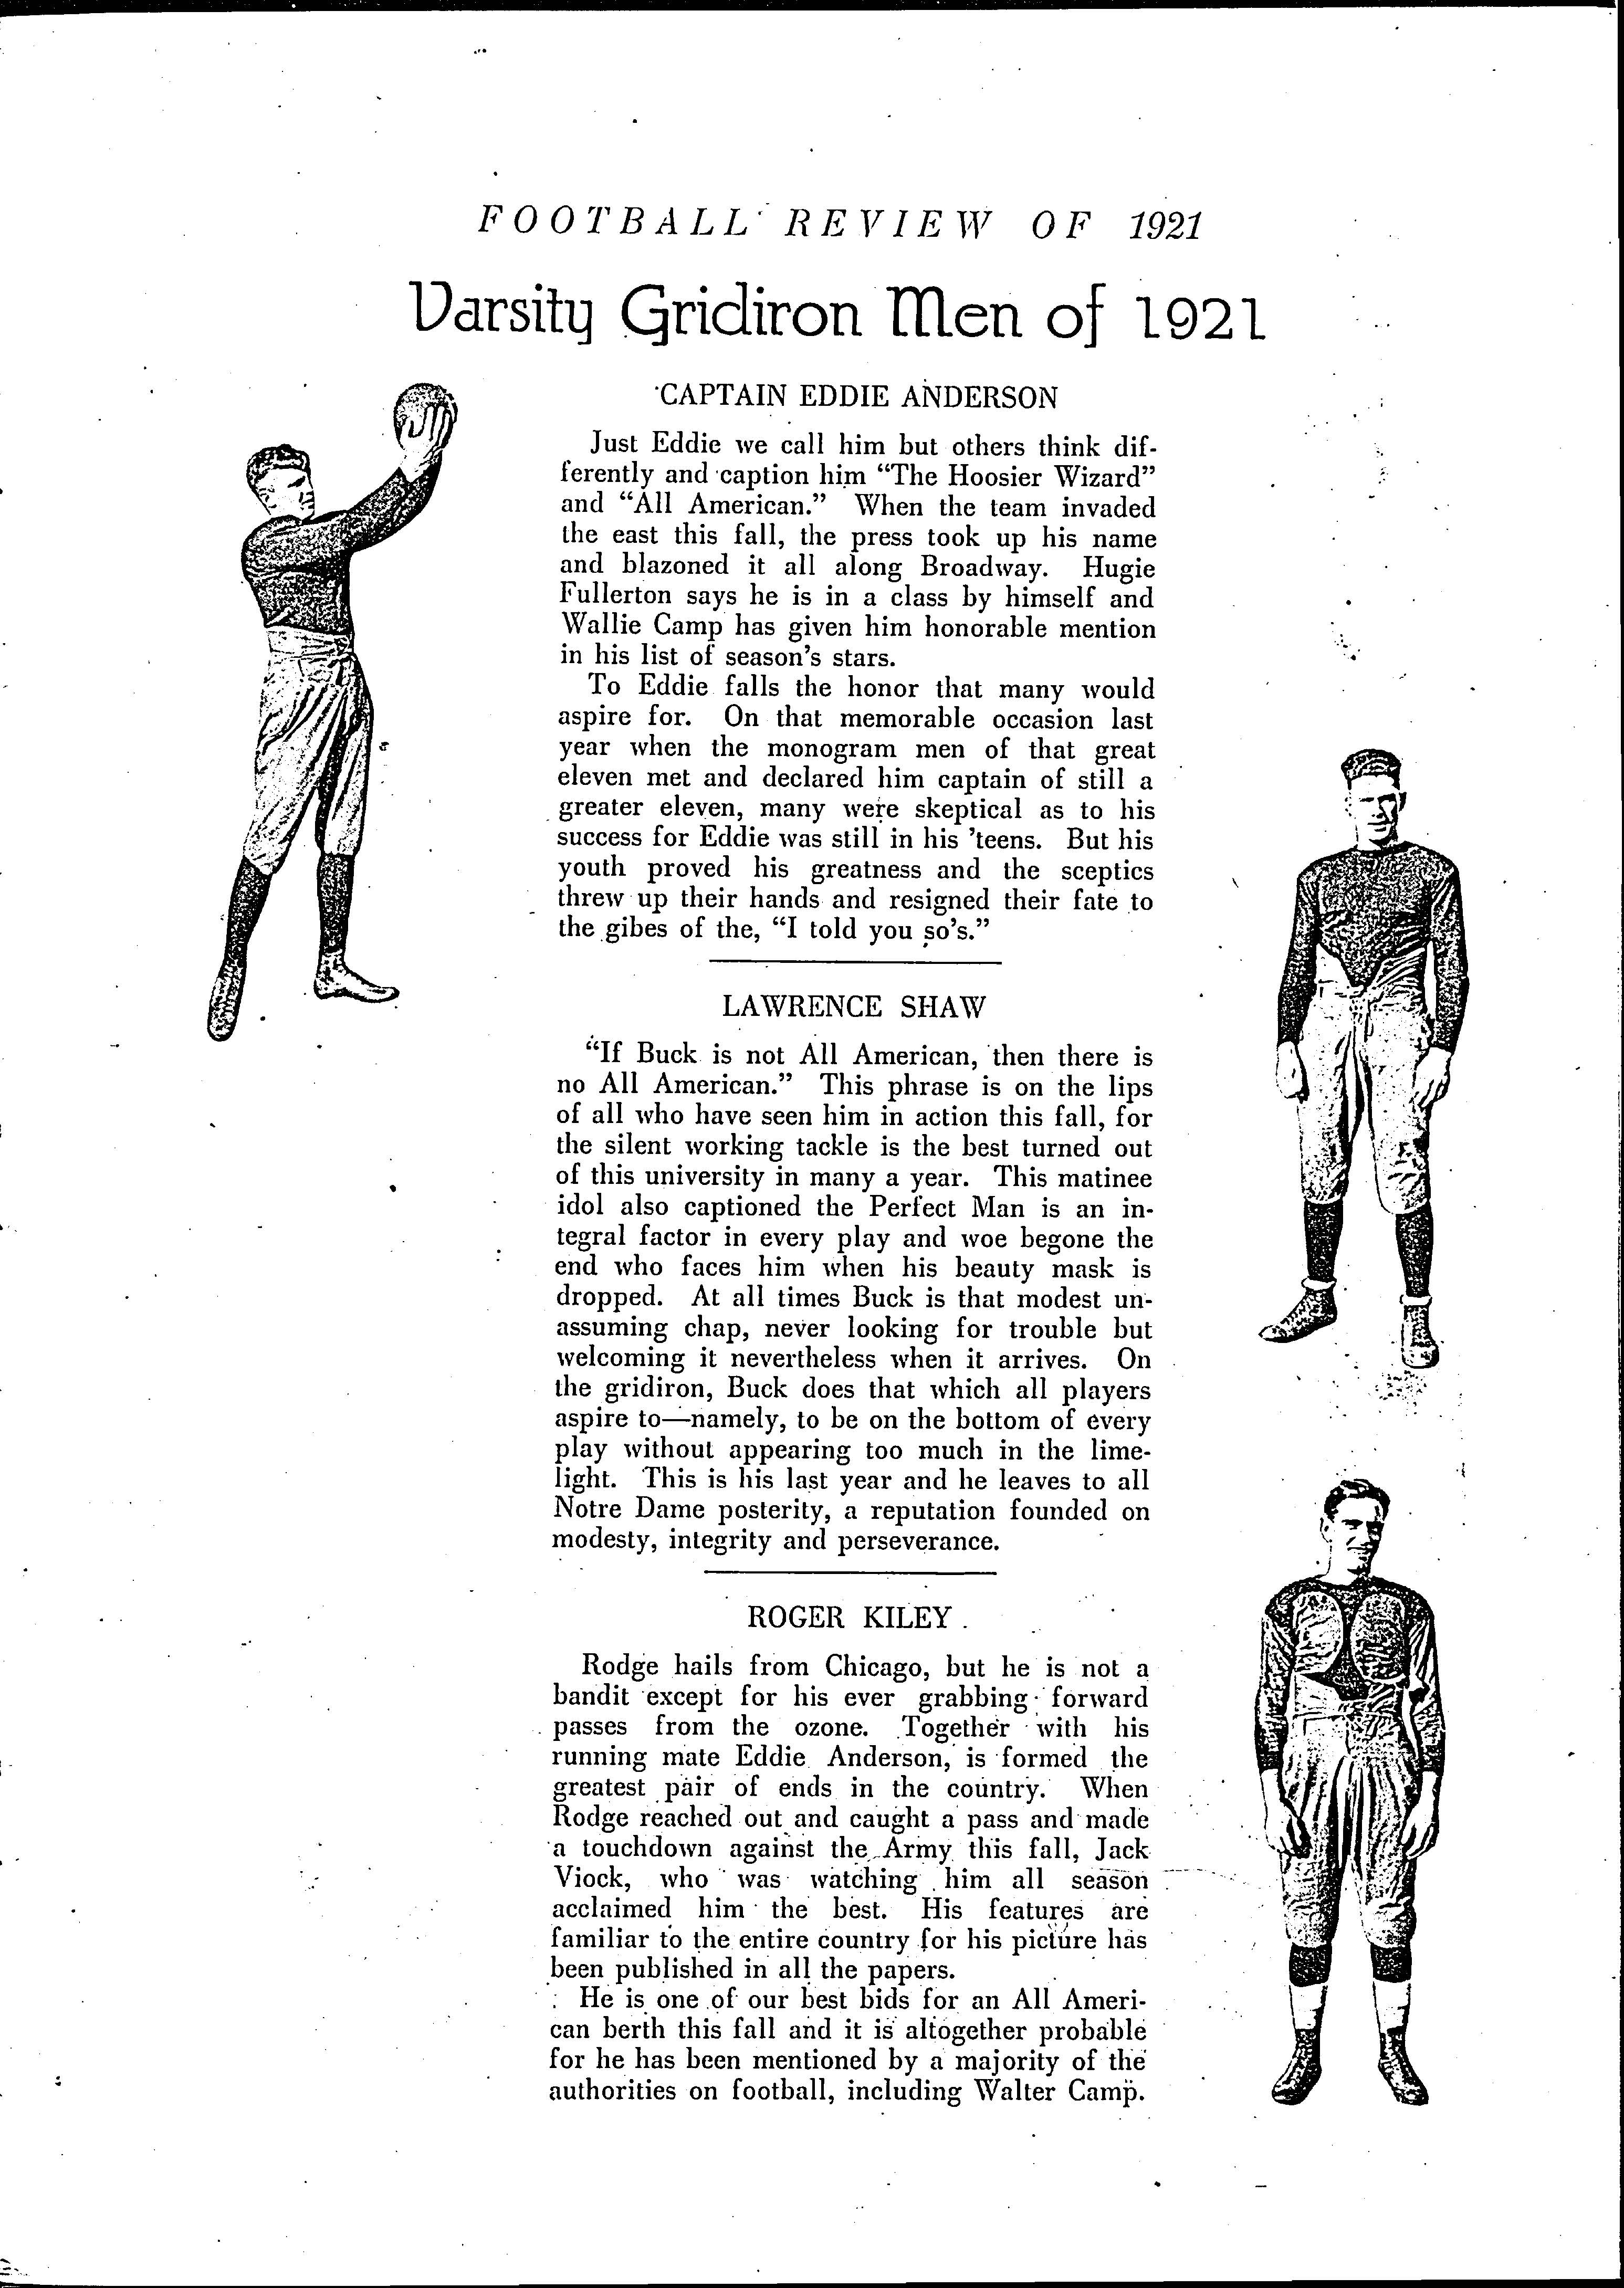 FOOTBALL REVIEW OF 1921
Varsity Gridiron Men of 1921
CAPTAIN EDDIE ANDERSON
Just Eddie we call him but others think dif-
ferently and caption him “The Hoosier Wizard”
and “All American.” When the team invaded
the east this fall, the press took up his name
and blazoned it all along Broadway. Hugie
Fullerton says he is in a class by himself and
Wallie Camp has given him honorable mention
in his list of season’s stars.
To Eddie falls the honor that many would
aspire for. On that memorable occasion last
year when the monogram men of that great
eleven met and declared him captain of still a
greater eleven, many were skeptical as to his
success for Eddie was still in his ’teens. But his
youth proved his greatness and the sceptics
threw up their hands and resigned their fate to
the gibes of the, “I told you so’s.”
LAWRENCE SHAW
“If Buck is not All American, then there is
no All American.” This phrase is on the lips
of all who have seen him in action this fall, for
the silent working tackle is the best turned out
of this university in many a year. This matinee
idol also captioned the Perfect Man is an in-
tegral factor in every play and woe begone the
end who faces him when his beauty mask is
dropped. At all times Buck is that modest un-
assuming chap, never looking for trouble but
welcoming it nevertheless when it arrives. On
the gridiron, Buck does that which all players
aspire to—namely, to be on the bottom of every
play without appearing too much in the lime-
light. This is his last year and he leaves to all
Notre Dame posterity, a reputation founded on
modesty, integrity and perseverance.
ROGER KILEY
Rodge hails from Chicago, but he is not a
bandit except for his ever grabbing forward
passes from the ozone. Together with his
running mate Eddie Anderson, is formed the
greatest pair of ends in the country. When
Rodge reached out and caught a pass and made
a touchdown against the Army this fall, Jack
Viock, who was watching him all season
acclaimed him the best. His features are
familiar to the entire country for his picture has
been published in all the papers.
He is one of our best bids for an All Ameri-
can berth this fall and it is altogether probable
for he has been mentioned by a majority of the
authorities on football, including Walter Camp.